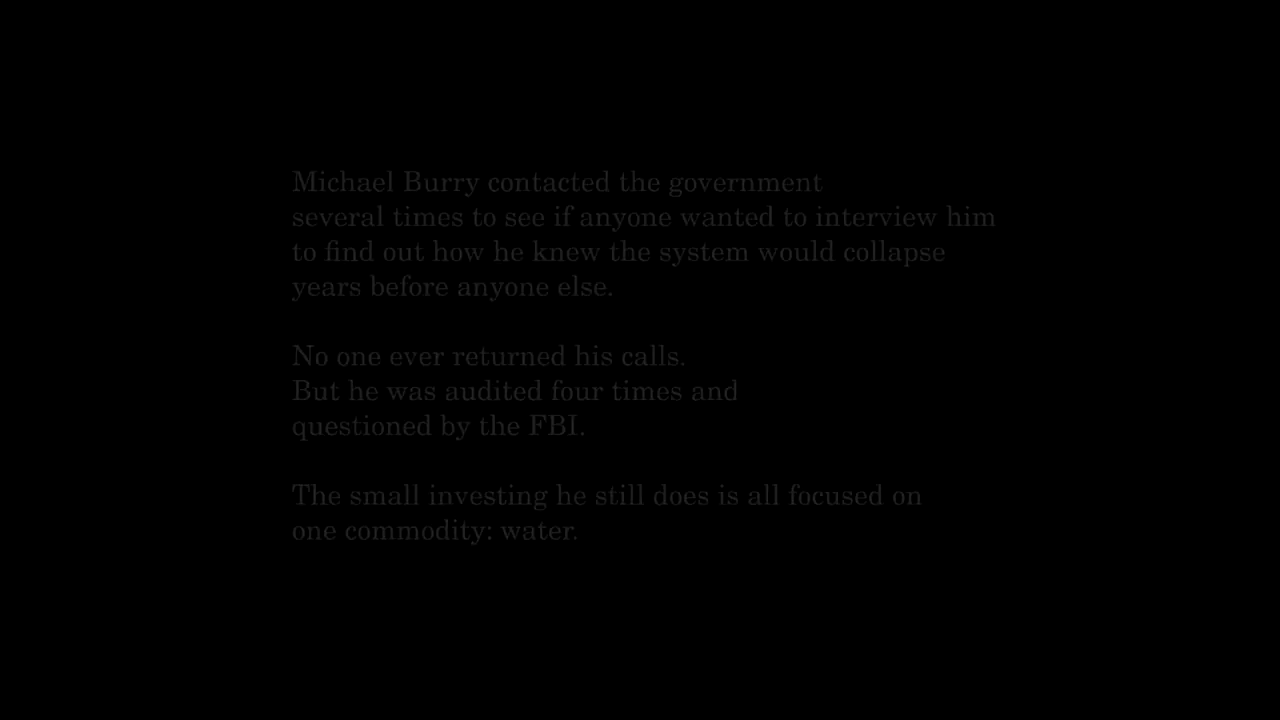 Michael Burry contacted the government
several times to see if anyone wanted to interview him
to find out how he knew the system would collapse
years before anyone else.
No one ever returned his calls.
But he was audited four times and
questioned by the FBI.
The small investing he still does is all focused on
one commodity: water.